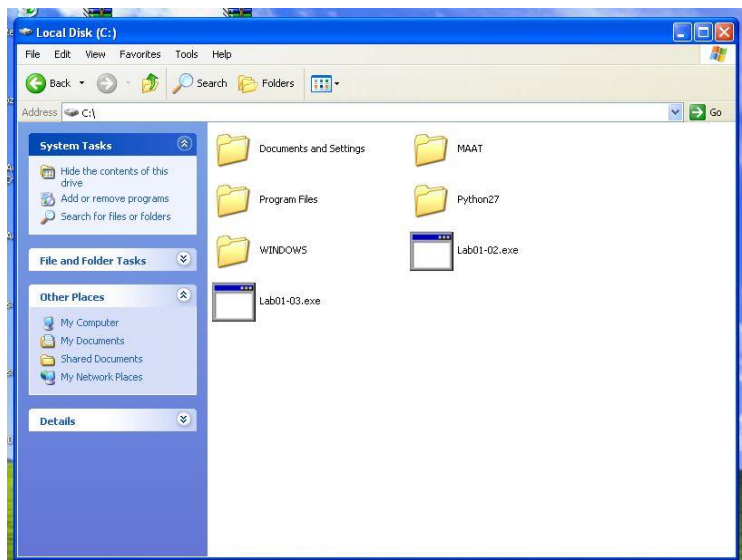 Local Disk (C:)
File Edit View Favorites Tools Help
Back Search Folders
Address C:\ Go
System Tasks
Hide the contents of this
drive
Add or remove programs
Search for files or folders
File and Folder Tasks
Other Places
My Computer
My Documents
Shared Documents
My Network Places
Details
Documents and Settings MAAT
Program Files Python27
WINDOWS Lab01-02.exe
Lab01-03.exe